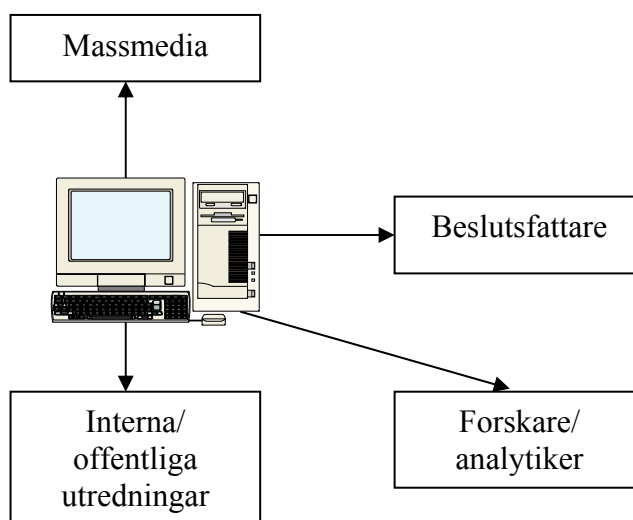 Massmedia
Beslutsfattare
Interna/
offentliga
utredningar
Forskare/
analytiker